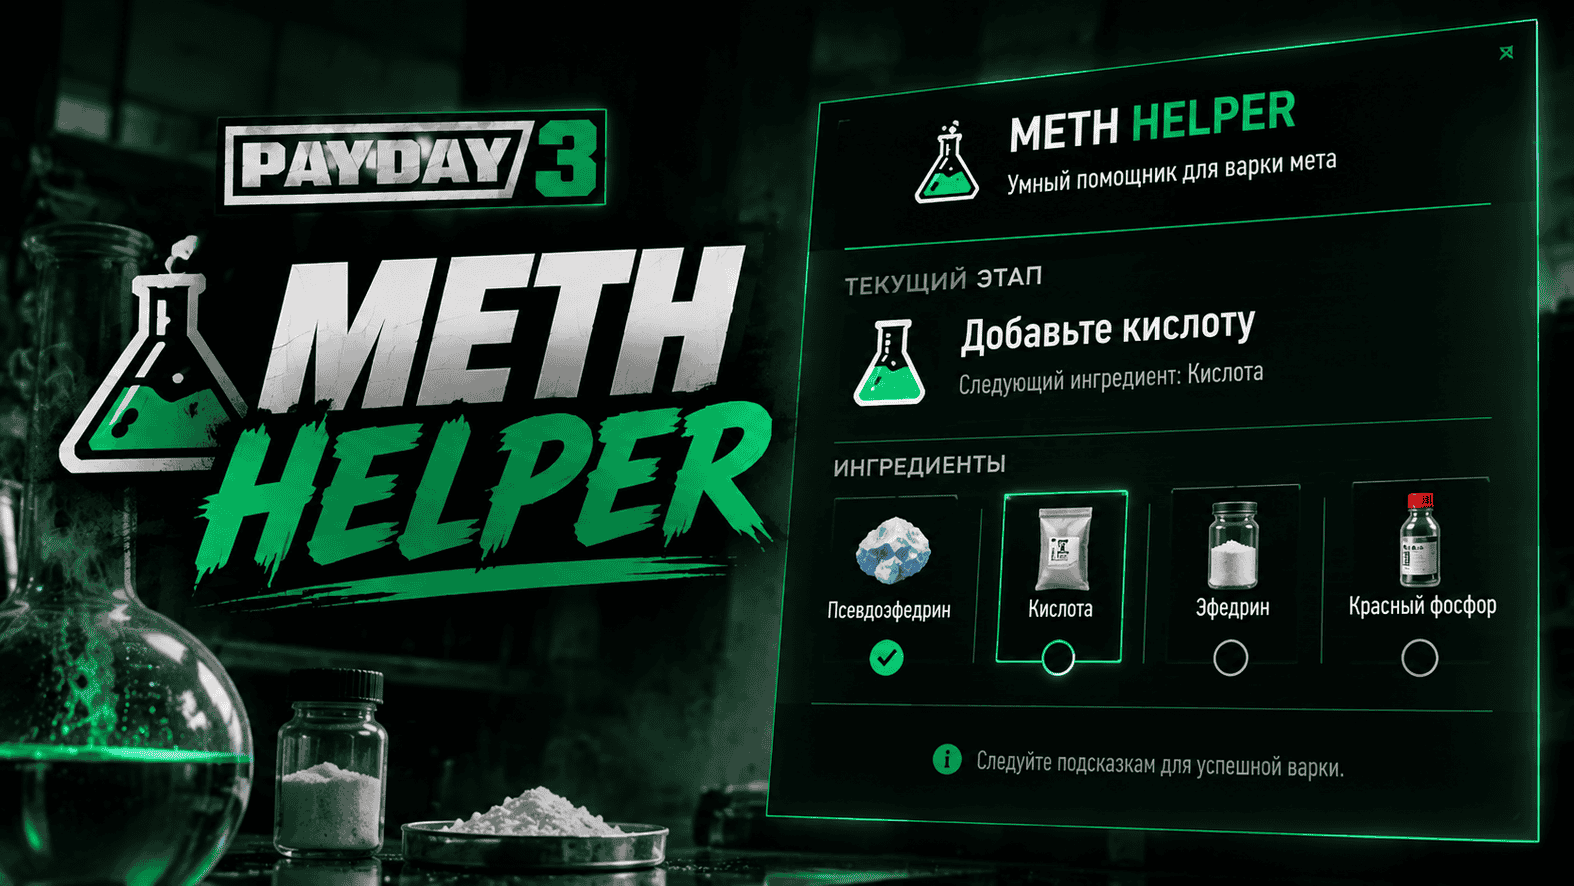 PAYDAY 3
METH
HELPER
METH HELPER
Умный помощник для варки мета
ТЕКУЩИЙ ЭТАП
Добавьте кислоту
Следующий ингредиент: Кислота
ИНГРЕДИЕНТЫ
Псевдоэфедрин
Кислота
Эфедрин
Красный фосфор
Следуйте подсказкам для успешной варки.